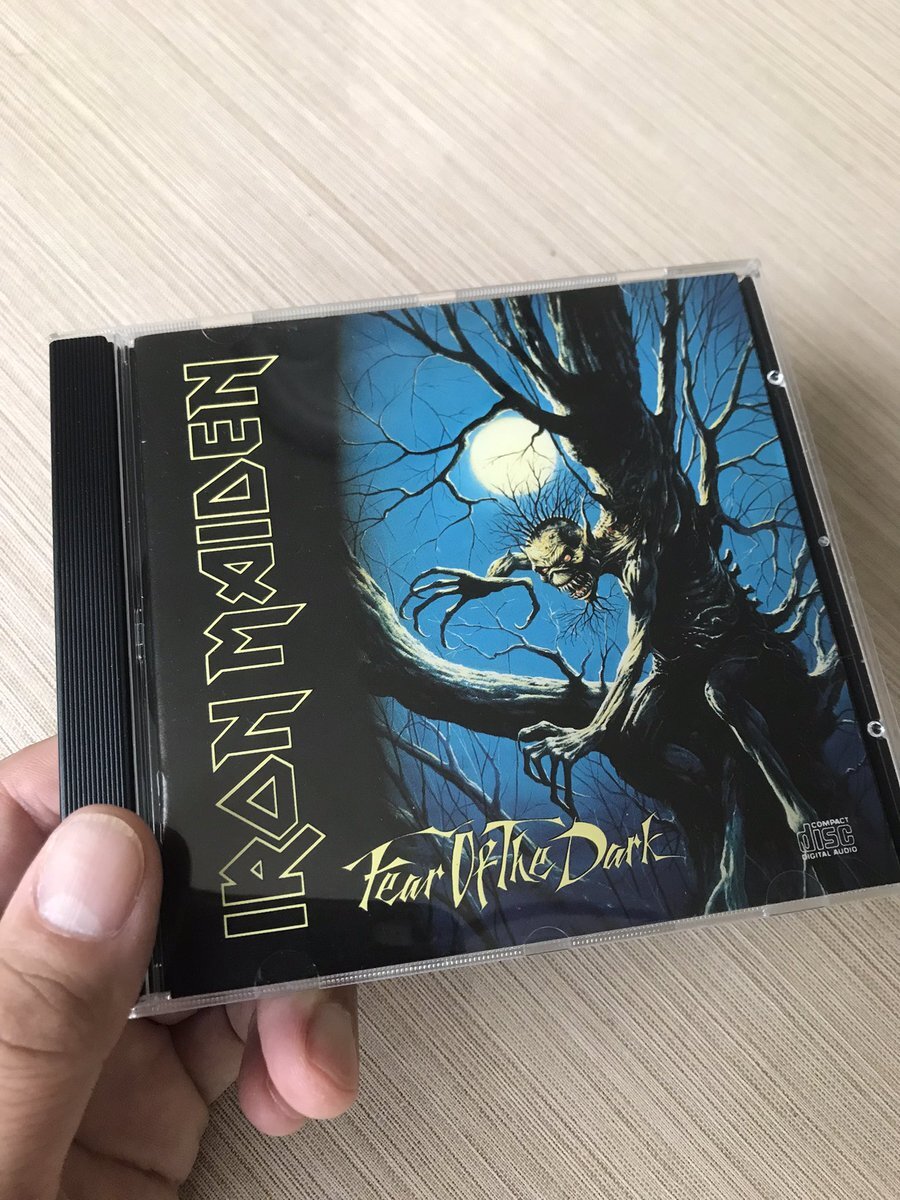 IRON MAIDEN
Fear Of The Dark
COMPACT
disc
DIGITAL AUDIO